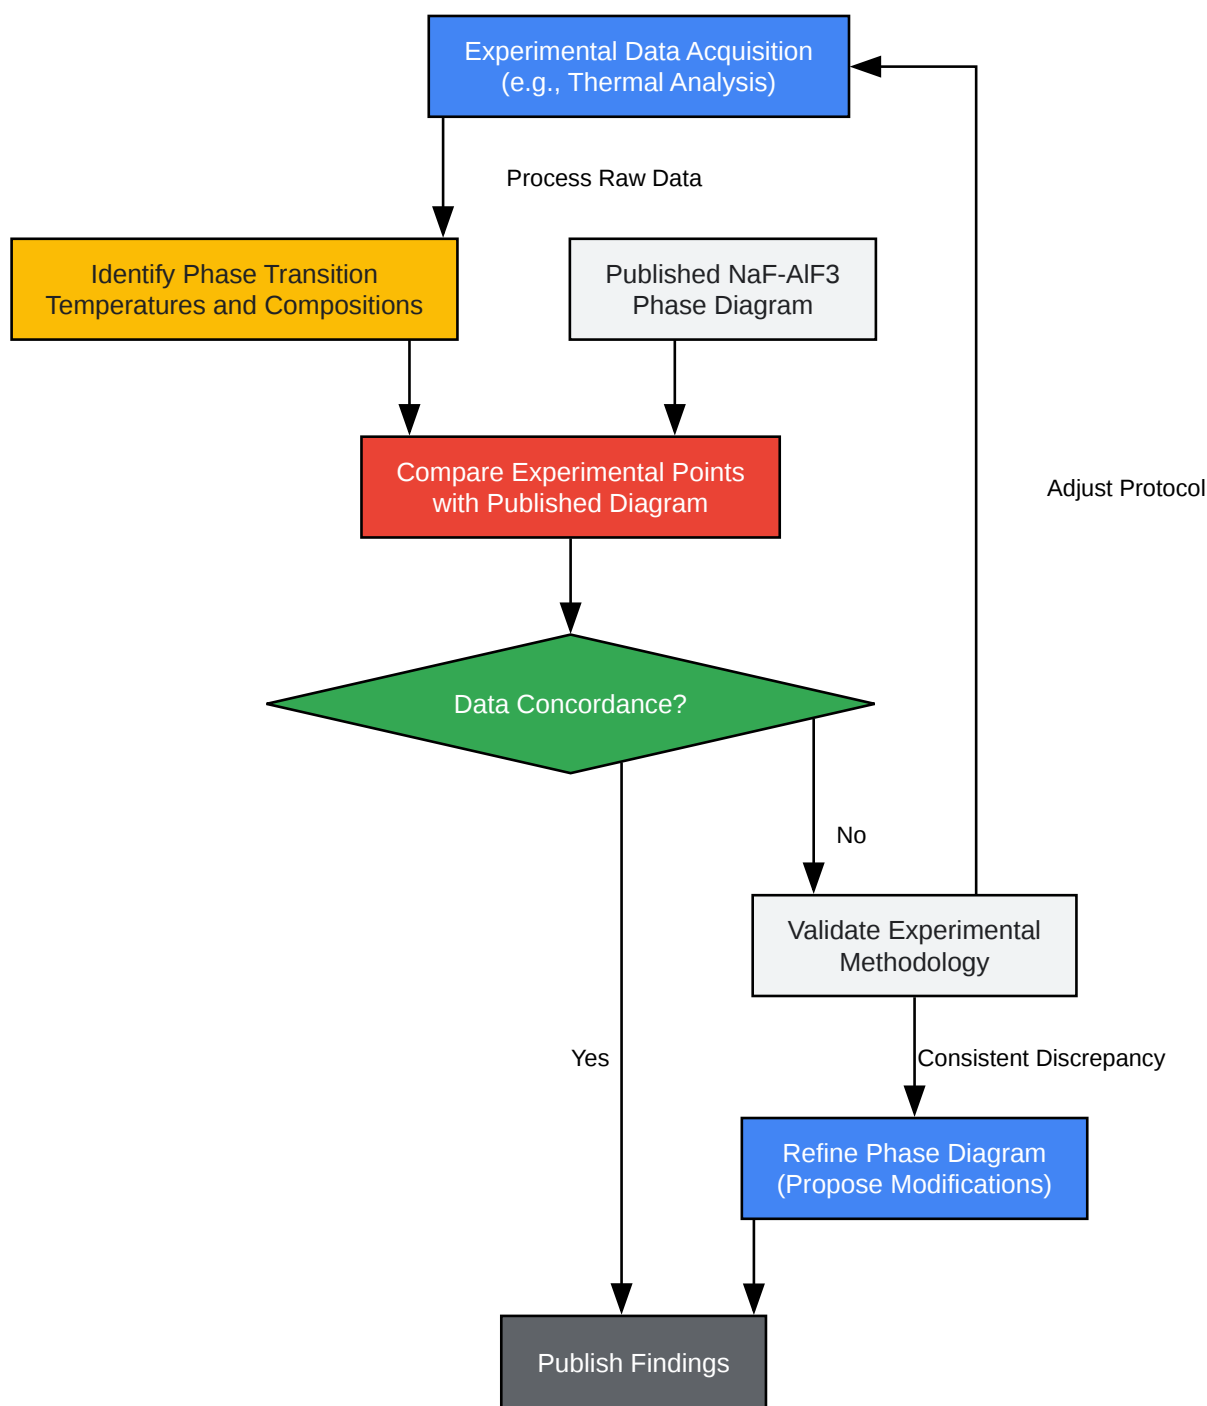 Experimental Data Acquisition
(e.g., Thermal Analysis)
Process Raw Data
Identify Phase Transition
Temperatures and Compositions
Published NaF-AlF3
Phase Diagram
Compare Experimental Points
with Published Diagram
Adjust Protocol
Data Concordance?
No
Validate Experimental
Methodology
Yes
Consistent Discrepancy
Refine Phase Diagram
(Propose Modifications)
Publish Findings